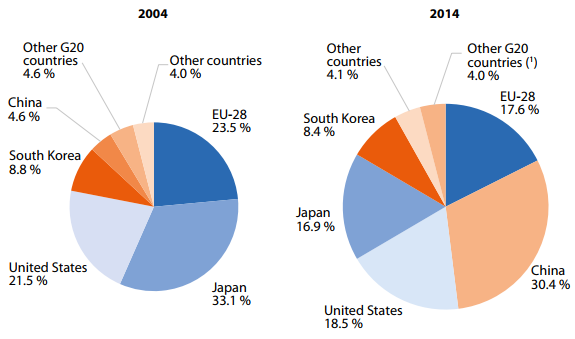 2004
Other G20
countries
4.6 %
Other countries
4.0 %
China
4.6 %
EU-28
23.5 %
South Korea
8.8 %
United States
21.5 %
Japan
33.1 %
2014
Other
countries
4.1 %
Other G20
countries (¹)
4.0 %
EU-28
17.6 %
South Korea
8.4 %
Japan
16.9 %
China
30.4 %
United States
18.5 %